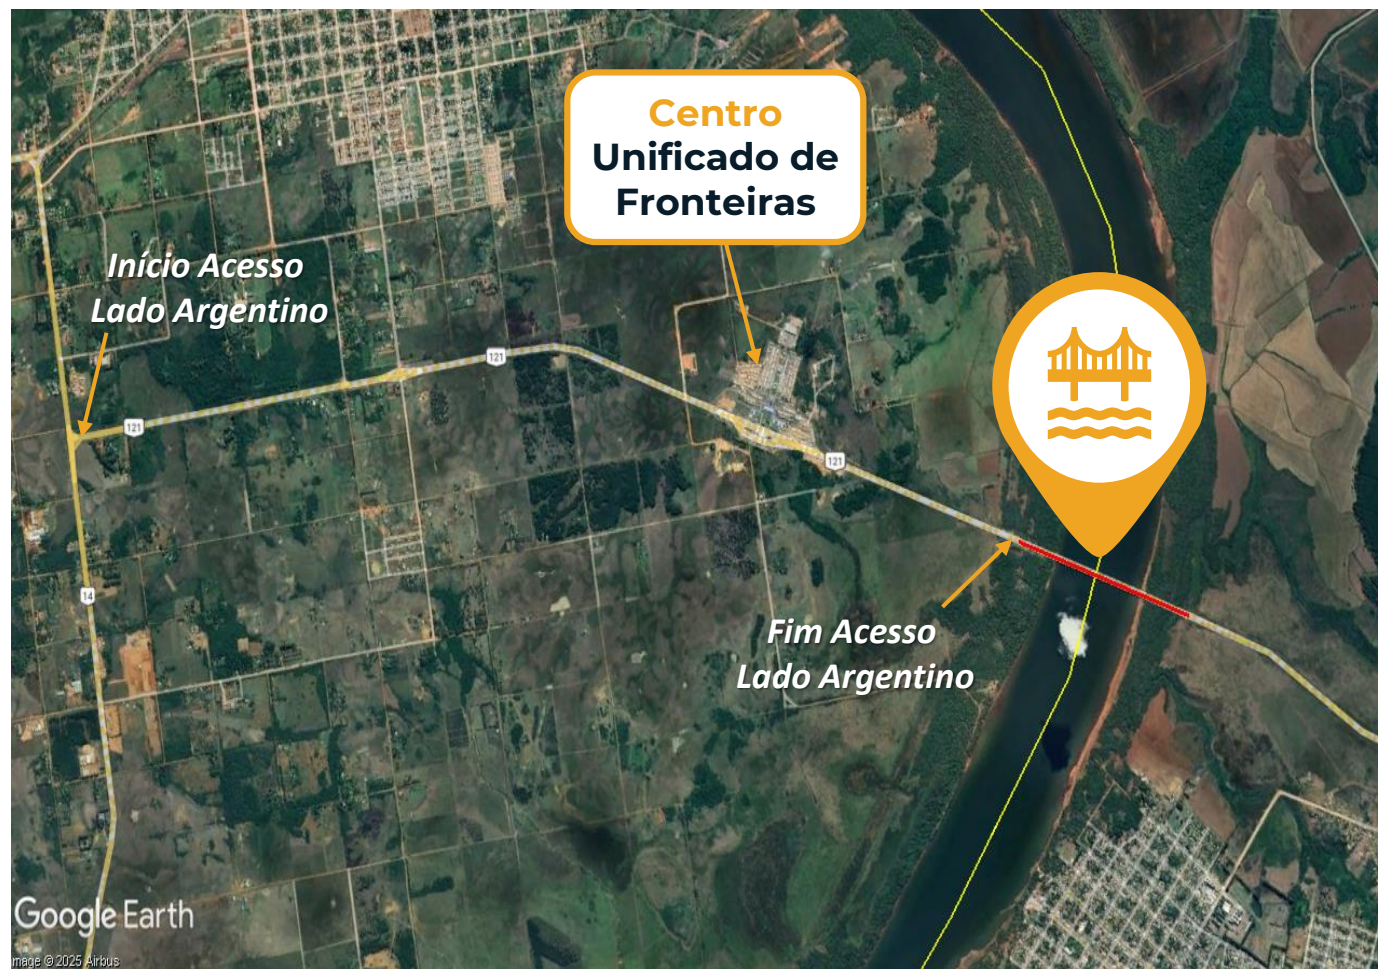 Centro
Unificado de
Fronteiras
Início Acesso
Lado Argentino
121
121
121
14
Fim Acesso
Lado Argentino
Google Earth
mage © 2025 Airbus